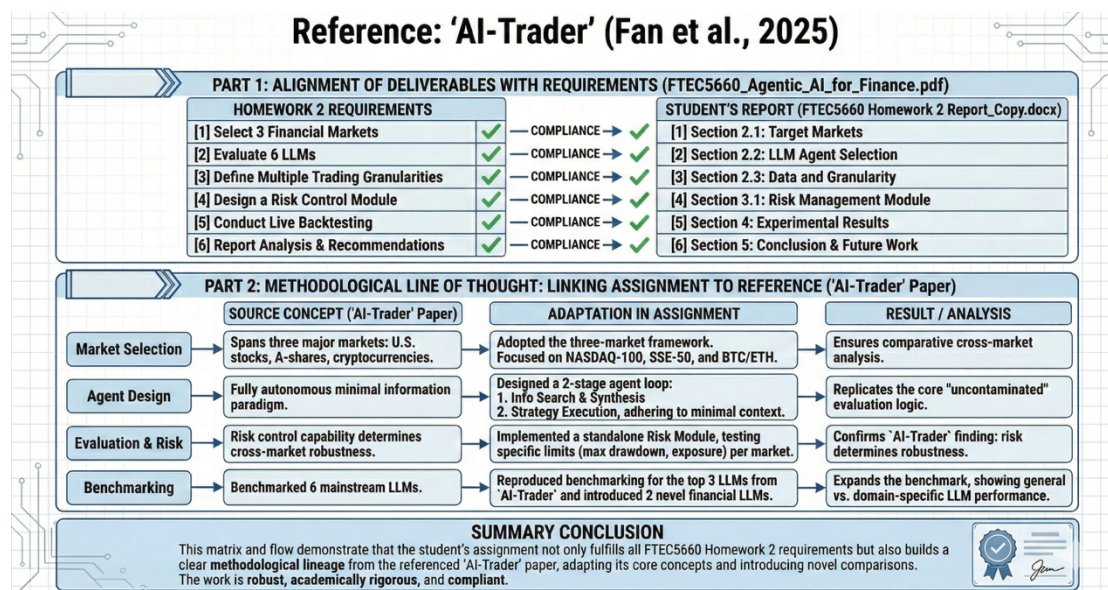 Reference: ‘AI-Trader’ (Fan et al., 2025)
PART 1: ALIGNMENT OF DELIVERABLES WITH REQUIREMENTS (FTEC5660_Agentic_AI_for_Finance.pdf)
HOMEWORK 2 REQUIREMENTS
STUDENT'S REPORT (FTEC5660 Homework 2 Report_Copy.docx)
[1] Select 3 Financial Markets
COMPLIANCE
[1] Section 2.1: Target Markets
[2] Evaluate 6 LLMs
COMPLIANCE
[2] Section 2.2: LLM Agent Selection
[3] Define Multiple Trading Granularities
COMPLIANCE
[3] Section 2.3: Data and Granularity
[4] Design a Risk Control Module
COMPLIANCE
[4] Section 3.1: Risk Management Module
[5] Conduct Live Backtesting
COMPLIANCE
[5] Section 4: Experimental Results
[6] Report Analysis & Recommendations
COMPLIANCE
[6] Section 5: Conclusion & Future Work
PART 2: METHODOLOGICAL LINE OF THOUGHT: LINKING ASSIGNMENT TO REFERENCE ('AI-Trader' Paper)
SOURCE CONCEPT ('AI-Trader' Paper)
ADAPTATION IN ASSIGNMENT
RESULT / ANALYSIS
Market Selection
Spans three major markets: U.S.
stocks, A-shares, cryptocurrencies.
Adopted the three-market framework.
Focused on NASDAQ-100, SSE-50, and BTC/ETH.
Ensures comparative cross-market
analysis.
Agent Design
Fully autonomous minimal information
paradigm.
Designed a 2-stage agent loop:
1. Info Search & Synthesis
2. Strategy Execution, adhering to minimal context.
Replicates the core "uncontaminated"
evaluation logic.
Evaluation & Risk
Risk control capability determines
cross-market robustness.
Implemented a standalone Risk Module, testing
specific limits (max drawdown, exposure) per market.
Confirms `AI-Trader` finding: risk
determines robustness.
Benchmarking
Benchmarked 6 mainstream LLMs.
Reproduced benchmarking for the top 3 LLMs from
`AI-Trader` and introduced 2 novel financial LLMs.
Expands the benchmark, showing general
vs. domain-specific LLM performance.
SUMMARY CONCLUSION
This matrix and flow demonstrate that the student's assignment not only fulfills all FTEC5660 Homework 2 requirements but also builds a
clear methodological lineage from the referenced ‘AI-Trader’ paper, adapting its core concepts and introducing novel comparisons.
The work is robust, academically rigorous, and compliant.